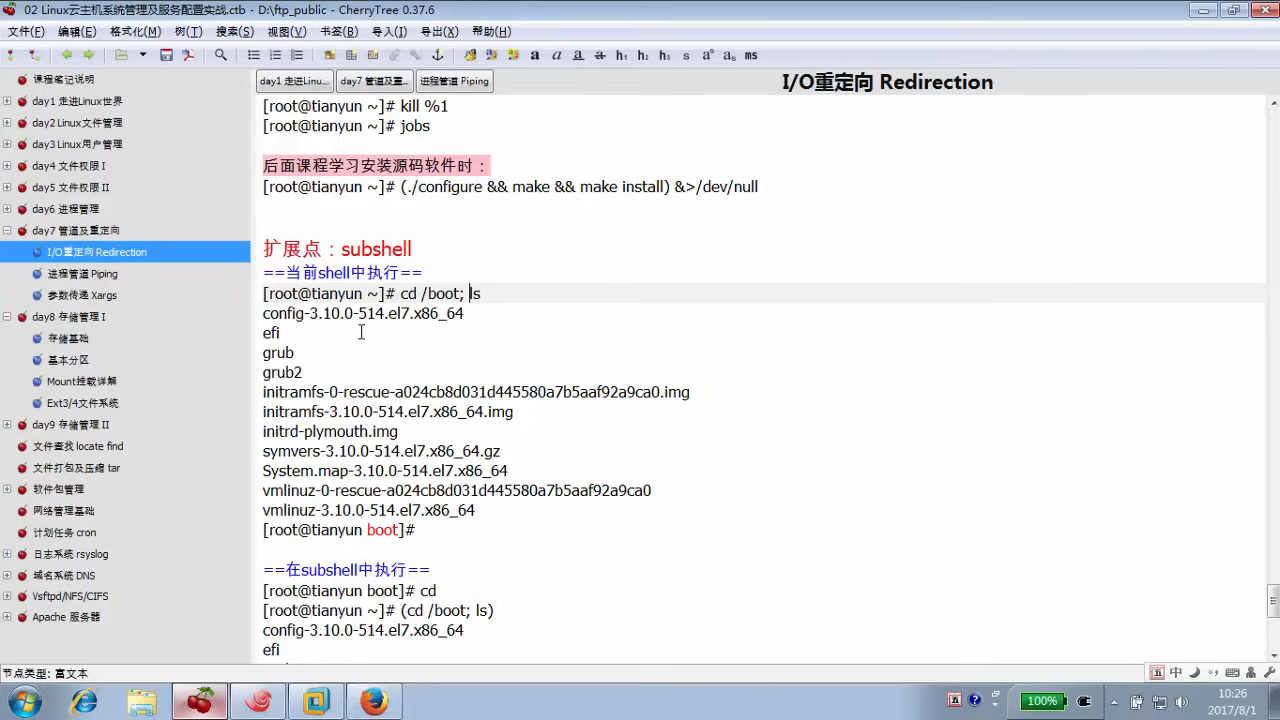 02 Linux云主机系统管理及服务配置实战.ctb - D:\ftp_public - CherryTree 0.37.6
文件(F) 编辑(E) 格式化(M) 树(T) 搜索(S) 视图(V) 书签(B) 导入(I) 导出(X) 帮助(H)
课程笔记说明
day1 走进Linux世界
day2 Linux文件管理
day3 Linux用户管理
day4 文件权限 I
day5 文件权限 II
day6 进程管理
day7 管道及重定向
I/O重定向 Redirection
进程管道 Piping
参数传递 Xargs
day8 存储管理 I
存储基础
基本分区
Mount挂载详解
Ext3/4文件系统
day9 存储管理 II
文件查找 locate find
文件打包及压缩 tar
软件包管理
网络管理基础
计划任务 cron
日志系统 rsyslog
域名系统 DNS
Vsftpd/NFS/CIFS
Apache 服务器
day1 走进Linu... day7 管道及重... 进程管道 Piping
I/O重定向 Redirection
[root@tianyun ~]# kill %1
[root@tianyun ~]# jobs
后面课程学习安装源码软件时：
[root@tianyun ~]# (./configure && make && make install) &>/dev/null
扩展点：subshell
==当前shell中执行==
[root@tianyun ~]# cd /boot; ls
config-3.10.0-514.el7.x86_64
efi
grub
grub2
initramfs-0-rescue-a024cb8d031d445580a7b5aaf92a9ca0.img
initramfs-3.10.0-514.el7.x86_64.img
initrd-plymouth.img
symvers-3.10.0-514.el7.x86_64.gz
System.map-3.10.0-514.el7.x86_64
vmlinuz-0-rescue-a024cb8d031d445580a7b5aaf92a9ca0
vmlinuz-3.10.0-514.el7.x86_64
[root@tianyun boot]#
==在subshell中执行==
[root@tianyun boot]# cd
[root@tianyun ~]# (cd /boot; ls)
config-3.10.0-514.el7.x86_64
efi
节点类型: 富文本
中
100%
10:26
2017/8/1